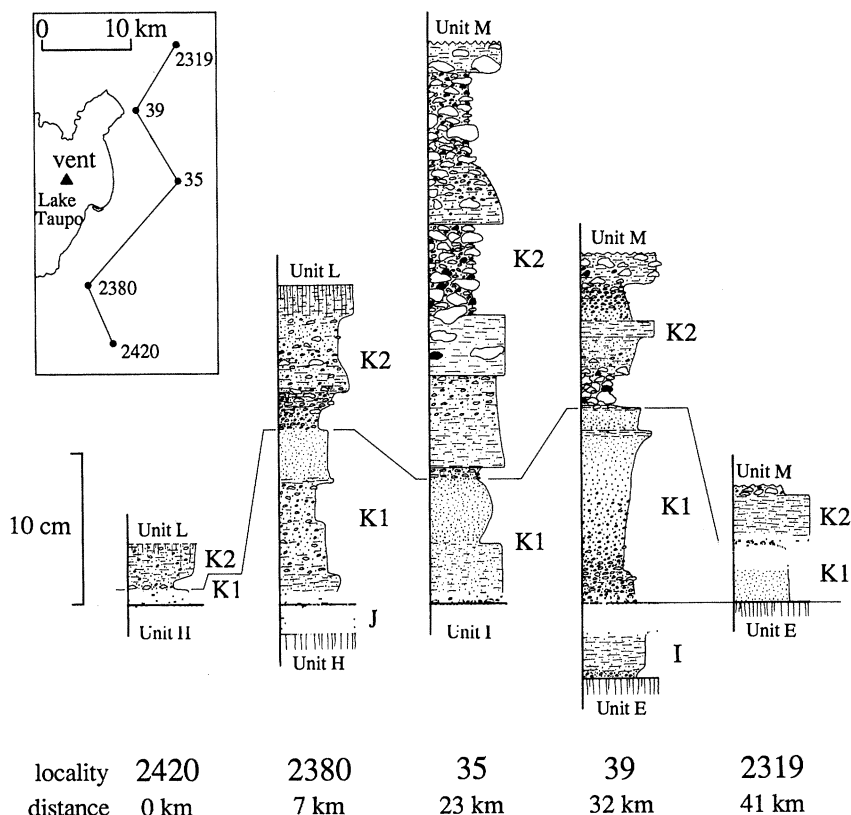 0 10 km
2319
39
vent
35
Lake
Taupo
2380
2420
10 cm
Unit L
K2
K1
Unit H
Unit L
K2
K1
J
Unit H
Unit M
K2
K1
Unit I
Unit M
K2
K1
I
Unit E
Unit M
K2
K1
Unit E
locality 2420 2380 35 39 2319
distance 0 km 7 km 23 km 32 km 41 km